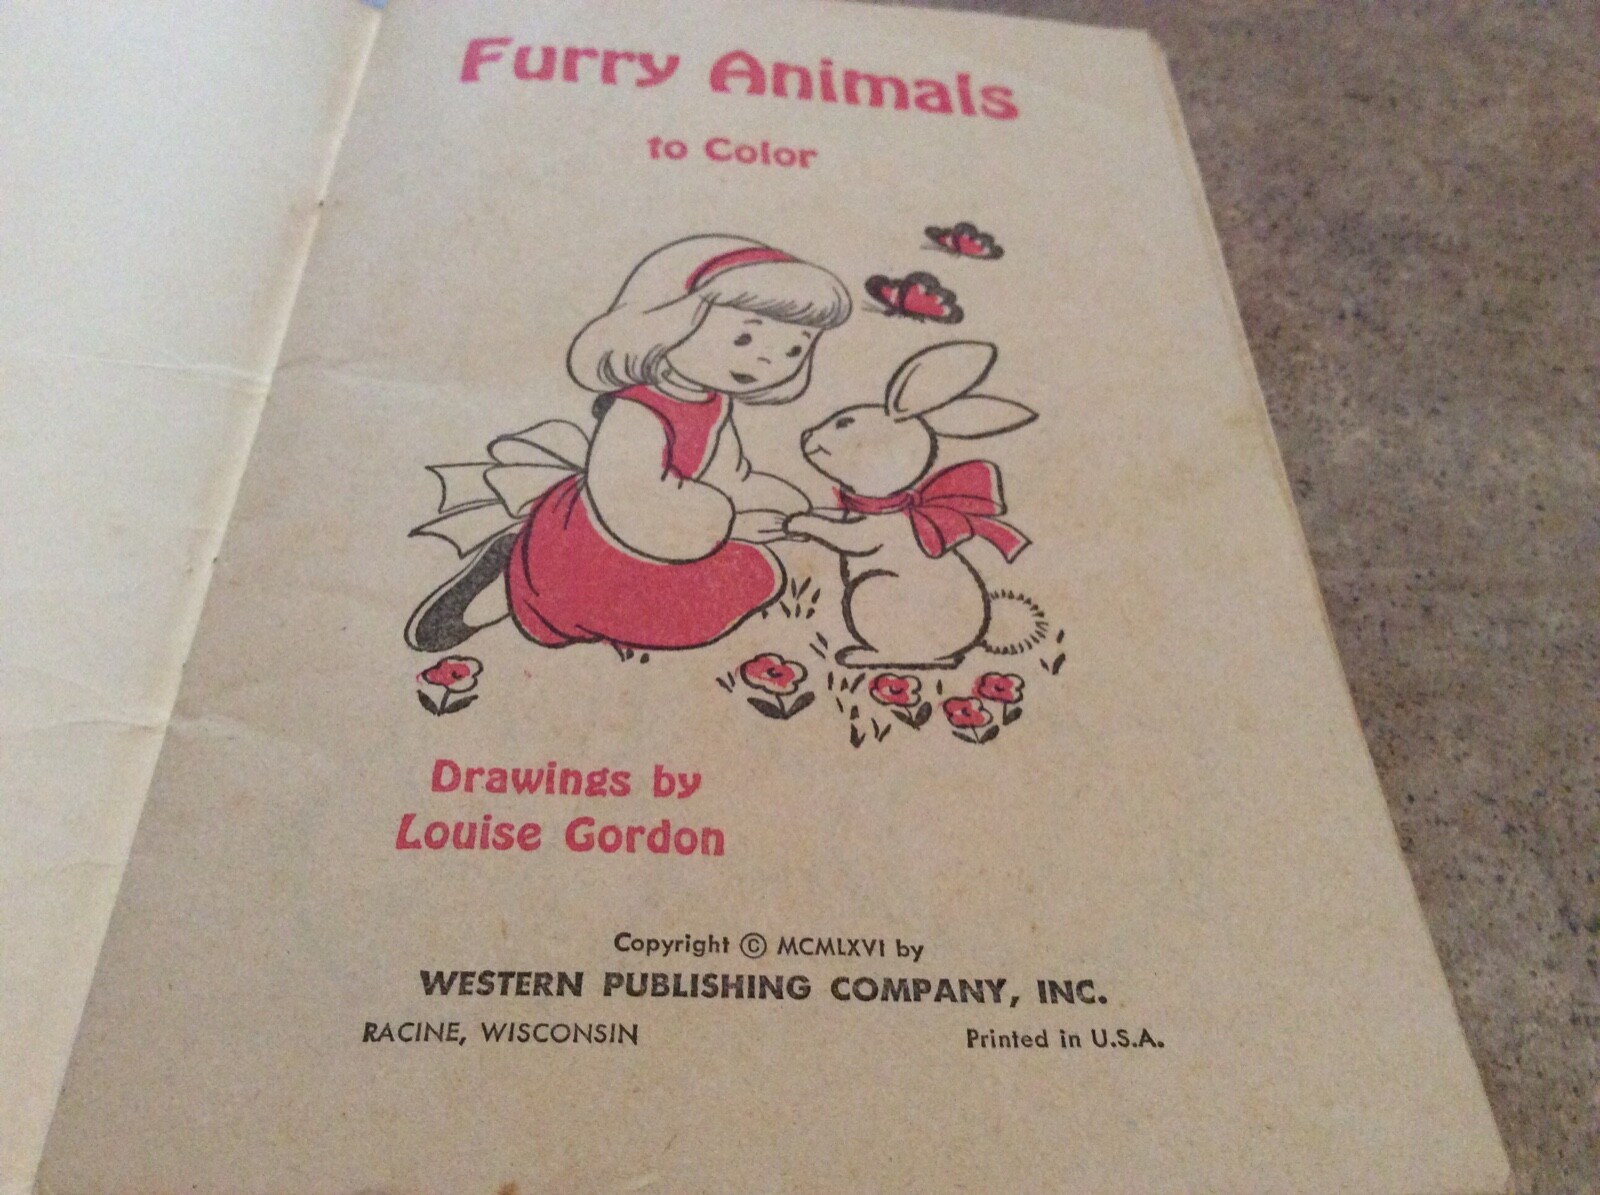 Furry Animals
to Color
Drawings by
Louise Gordon
Copyright © MCMLXVI by
WESTERN PUBLISHING COMPANY, INC.
RACINE, WISCONSIN Printed in U.S.A.